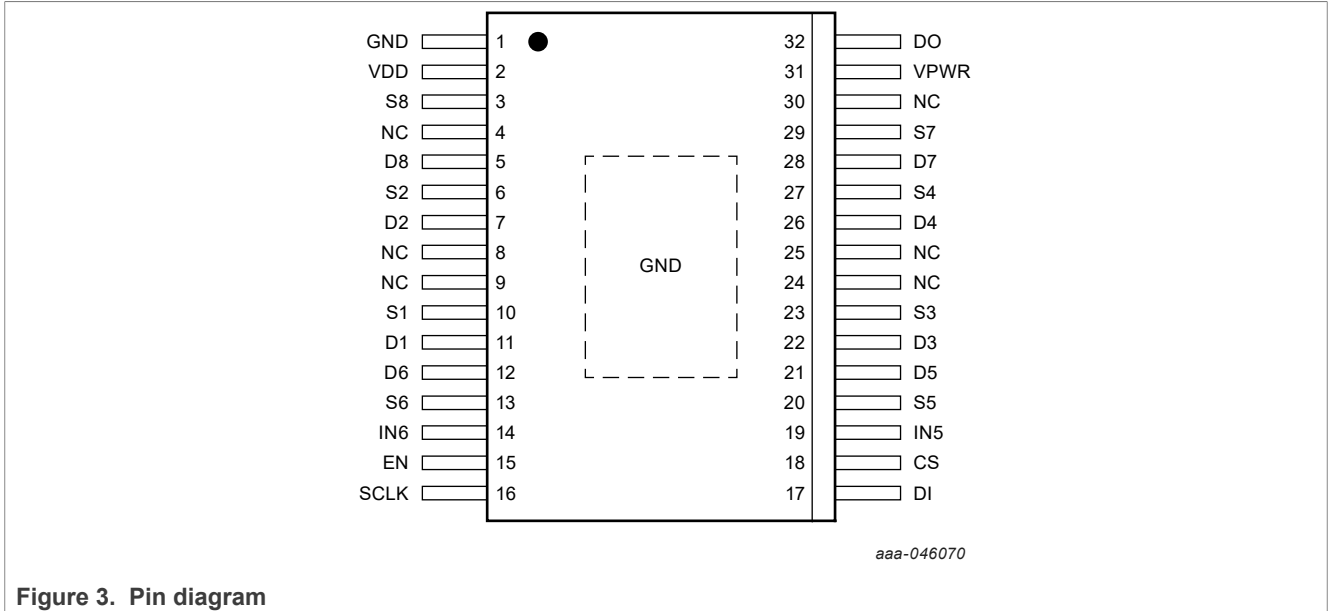 GND 1 32 DO
VDD 2 31 VPWR
S8 3 30 NC
NC 4 29 S7
D8 5 28 D7
S2 6 27 S4
D2 7 26 D4
NC 8 25 NC
GND
NC 9 24 NC
S1 10 23 S3
D1 11 22 D3
D6 12 21 D5
S6 13 20 S5
IN6 14 19 IN5
EN 15 18 CS
SCLK 16 17 DI
aaa-046070
Figure 3. Pin diagram